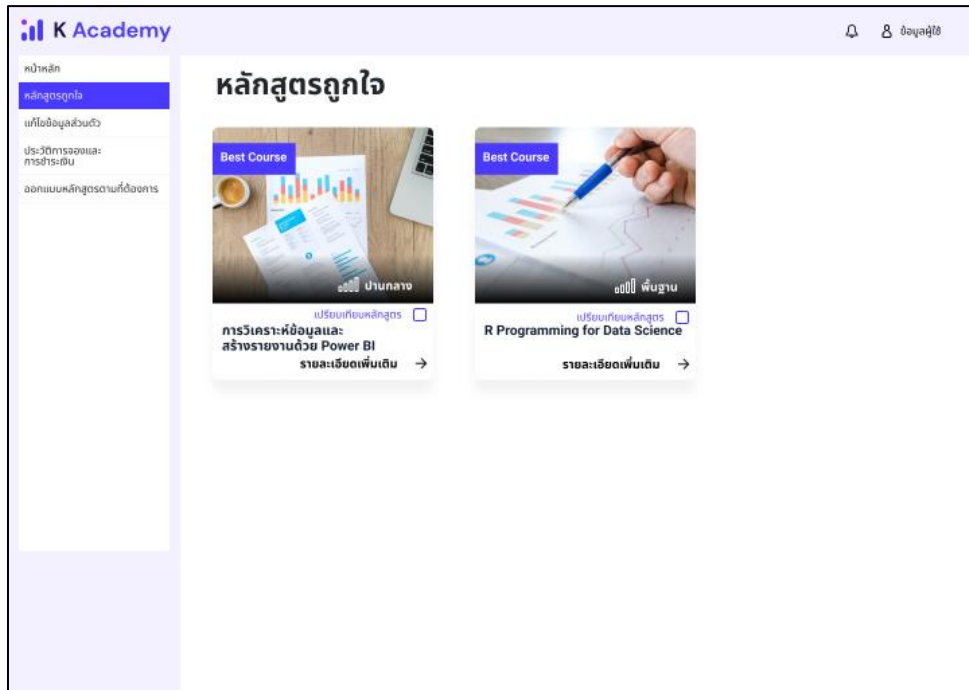 K Academy
ข้อมูลผู้ใช้
หน้าหลัก
หลักสูตรถูกใจ
แก้ไขข้อมูลส่วนตัว
ประวัติการจองและ
การชำระเงิน
ออกแบบหลักสูตรตามที่ต้องการ
หลักสูตรถูกใจ
Best Course
ปานกลาง
เปรียบเทียบหลักสูตร
การวิเคราะห์ข้อมูลและ
สร้างรายงานด้วย Power BI
รายละเอียดเพิ่มเติม
Best Course
พื้นฐาน
เปรียบเทียบหลักสูตร
R Programming for Data Science
รายละเอียดเพิ่มเติม